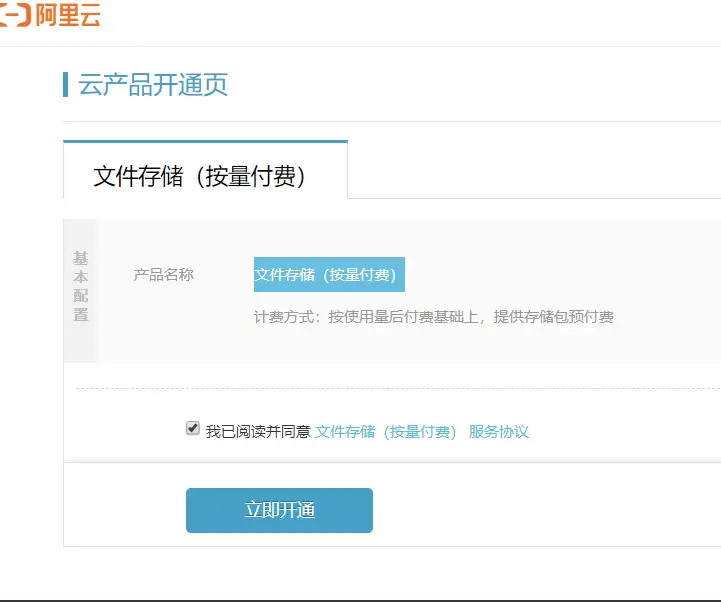 阿里云
云产品开通页
文件存储（按量付费）
基本配置
产品名称 文件存储（按量付费）
计费方式：按使用量后付费基础上，提供存储包预付费
我已阅读并同意 文件存储（按量付费） 服务协议
立即开通